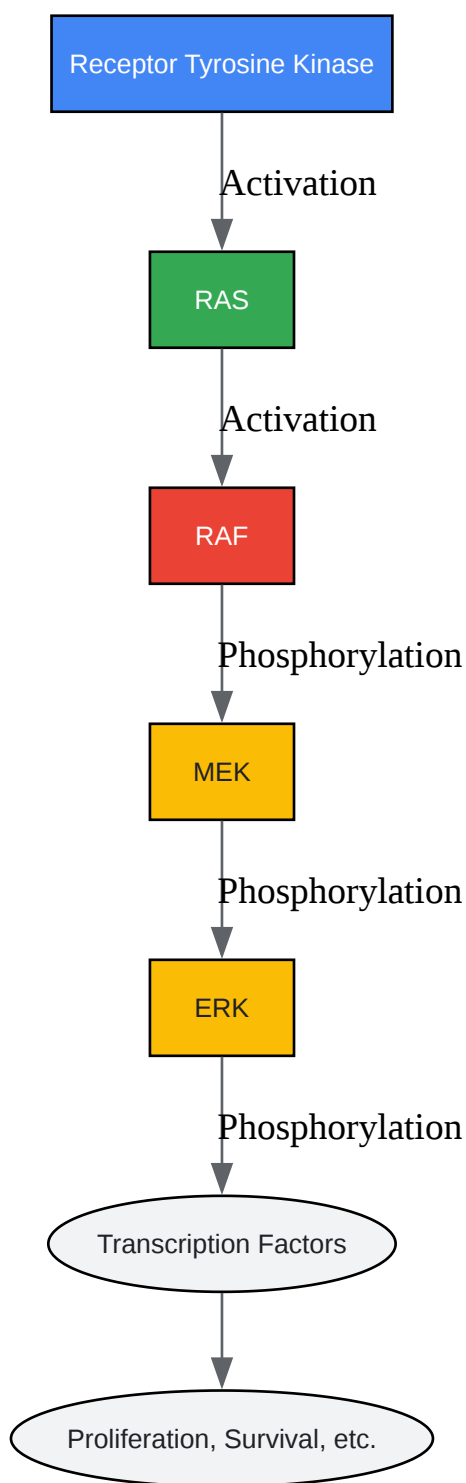 Receptor Tyrosine Kinase
Activation
RAS
Activation
RAF
Phosphorylation
MEK
Phosphorylation
ERK
Phosphorylation
Transcription Factors
Proliferation, Survival, etc.